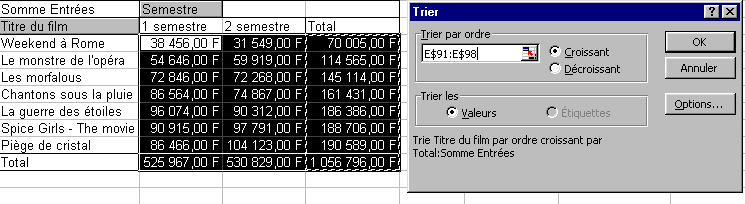 Somme Entrées Semestre
Titre du film 1 semestre 2 semestre Total
Weekend à Rome 38 456,00 F 31 549,00 F 70 005,00 F
Le monstre de l'opéra 54 646,00 F 59 919,00 F 114 565,00 F
Les morfalous 72 846,00 F 72 268,00 F 145 114,00 F
Chantons sous la pluie 86 564,00 F 74 867,00 F 161 431,00 F
La guerre des étoiles 96 074,00 F 90 312,00 F 186 386,00 F
Spice Girls - The movie 90 915,00 F 97 791,00 F 188 706,00 F
Piège de cristal 86 466,00 F 104 123,00 F 190 589,00 F
Total 525 967,00 F 530 829,00 F 1 056 796,00 F
Trier
Trier par ordre
E$91:E$98
Croissant
Décroissant
OK
Annuler
Trier les
Valeurs
Étiquettes
Options...
Trie Titre du film par ordre croissant par
Total:Somme Entrées